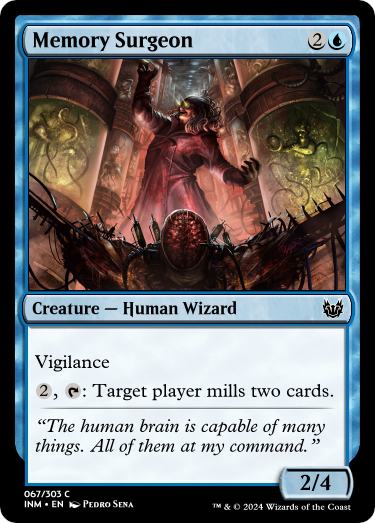 Memory Surgeon 2
Creature — Human Wizard
Vigilance
2, : Target player mills two cards.
“The human brain is capable of many
things. All of them at my command.”
2/4
067/303 C
INM • EN Pedro Sena
™ & © 2024 Wizards of the Coast